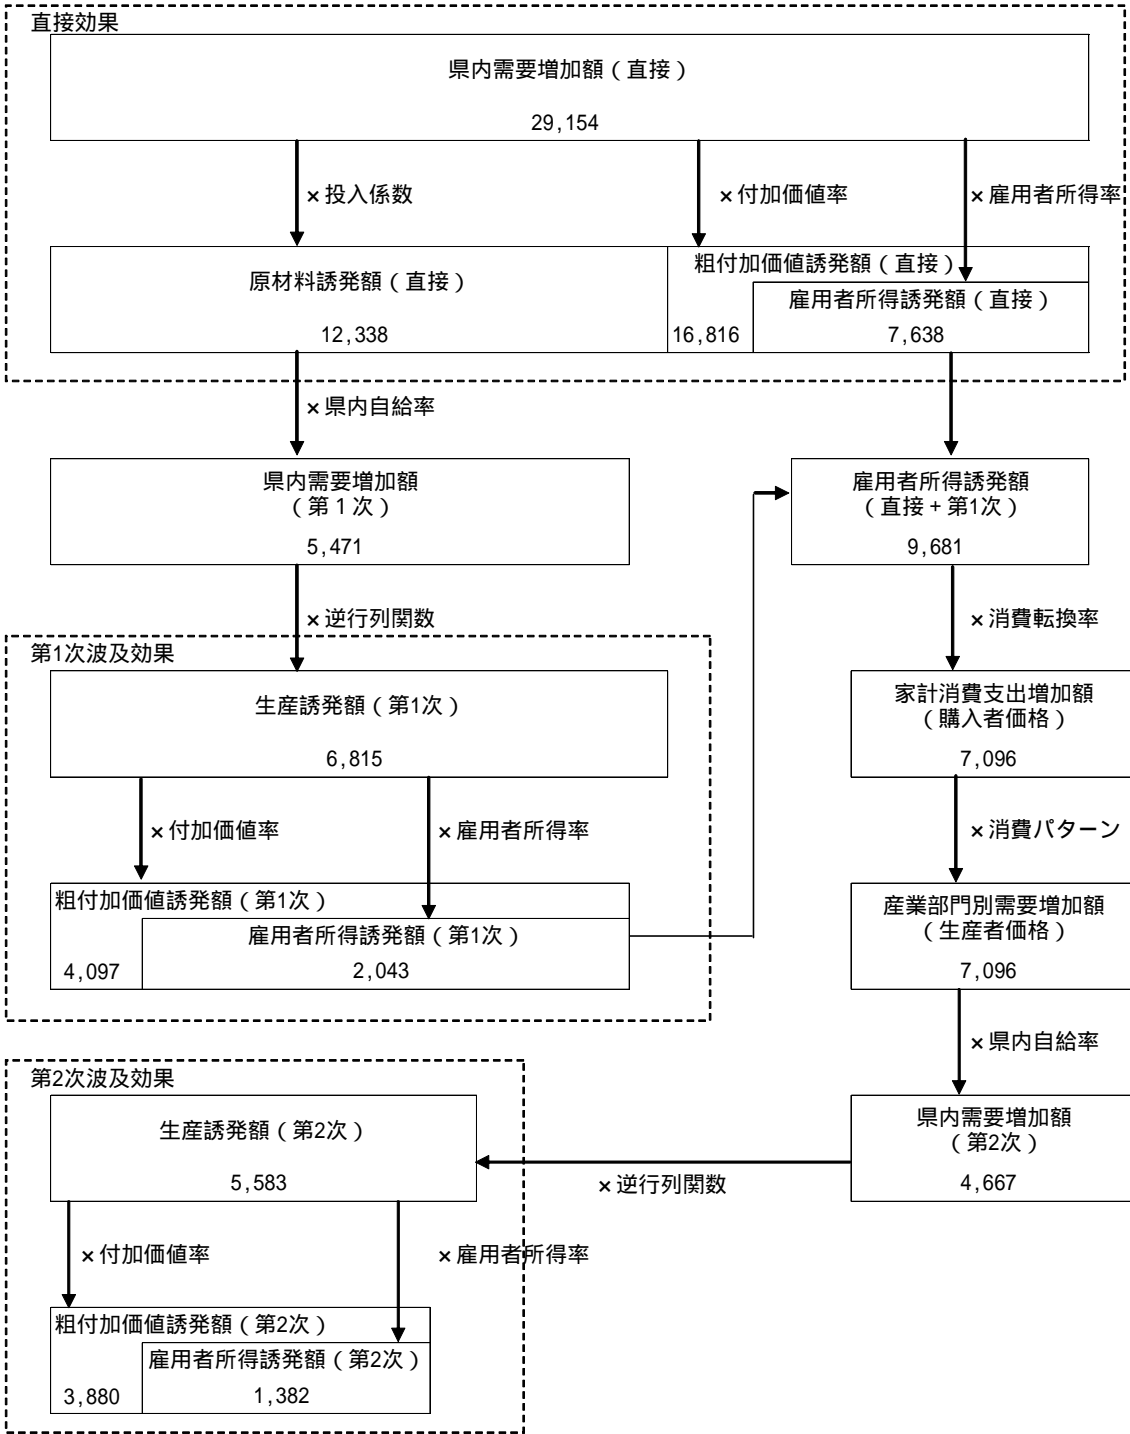 直接効果
県内需要増加額（直接）
29,154
×投入係数
×付加価値率
×雇用者所得率
原材料誘発額（直接）
12,338
粗付加価値誘発額（直接）
16,816
雇用者所得誘発額（直接）
7,638
×県内自給率
県内需要増加額
（第１次）
5,471
雇用者所得誘発額
（直接＋第1次）
9,681
×逆行列関数
×消費転換率
第1次波及効果
生産誘発額（第1次）
6,815
家計消費支出増加額
（購入者価格）
7,096
×付加価値率
×雇用者所得率
×消費パターン
粗付加価値誘発額（第1次）
4,097
雇用者所得誘発額（第1次）
2,043
産業部門別需要増加額
（生産者価格）
7,096
×県内自給率
第2次波及効果
生産誘発額（第2次）
5,583
×逆行列関数
県内需要増加額
（第2次）
4,667
×付加価値率
×雇用者所得率
粗付加価値誘発額（第2次）
3,880
雇用者所得誘発額（第2次）
1,382